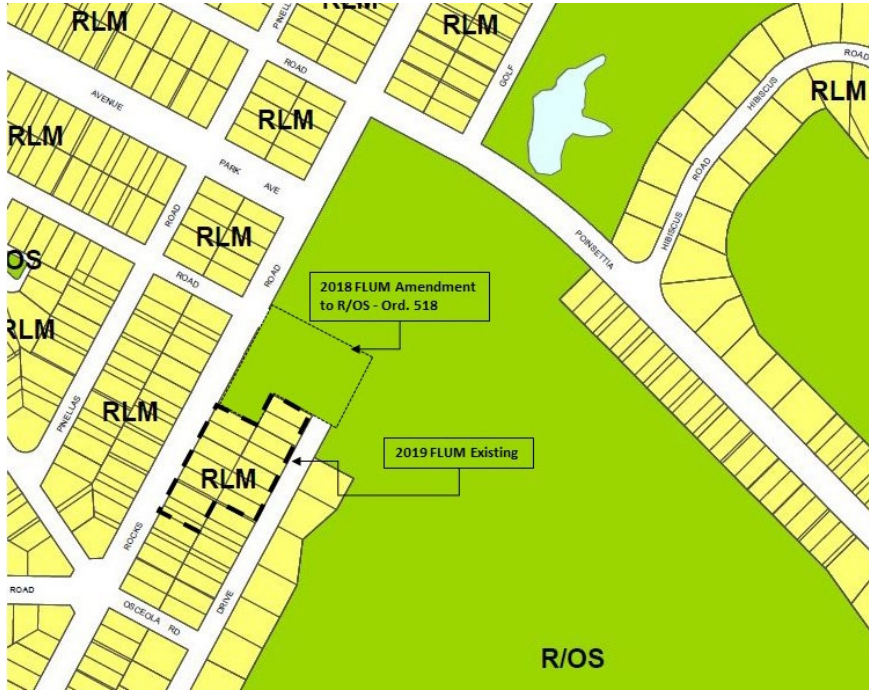 RLM
PINELL
RLM
RLM
GOLF
ROAD
AVENUE
RLM
ROAD
HIBISCUS
RLM
RLM
PARK
AVE
ROAD
HIBISCUS
ROAD
RLM
ROAD
POINSETTIA
OS
ROAD
2018 FLUM Amendment
to R/OS - Ord. 518
RLM
RLM
PINELLAS
2019 FLUM Existing
RLM
ROCKS
ROAD
OSCEOLA RD
DRIVE
R/OS